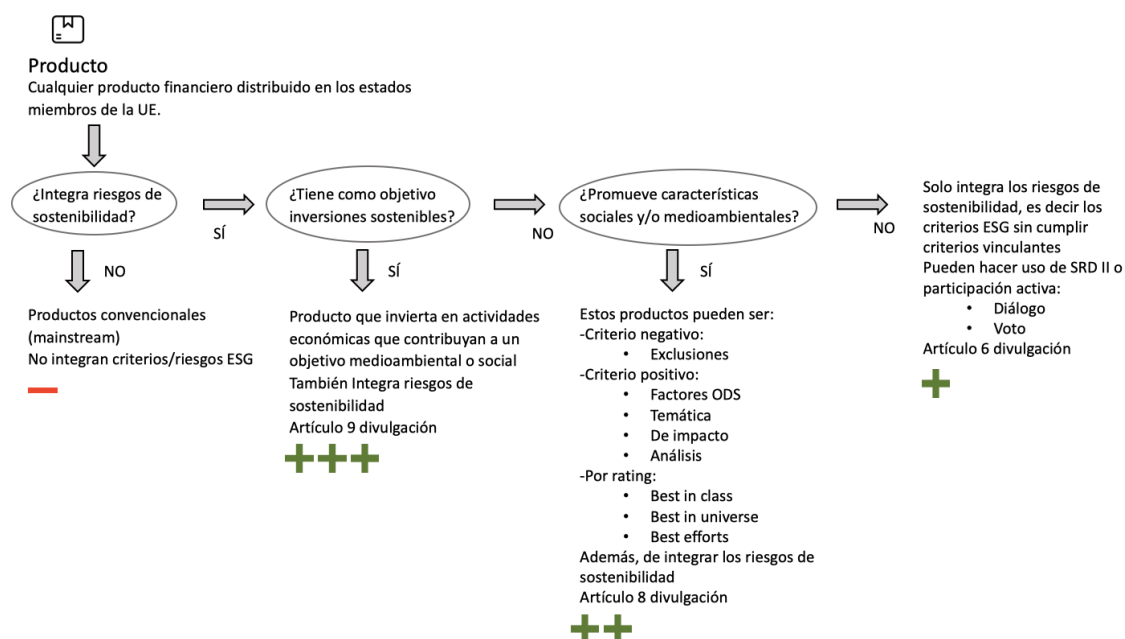 Producto
Cualquier producto financiero distribuido en los estados
miembros de la UE.
¿Integra riesgos de
sostenibilidad?
SÍ
NO
Productos convencionales
(mainstream)
No integran criterios/riesgos ESG
¿Tiene como objetivo
inversiones sostenibles?
NO
SÍ
Producto que invierta en actividades
económicas que contribuyan a un
objetivo medioambiental o social
También Integra riesgos de
sostenibilidad
Artículo 9 divulgación
¿Promueve características
sociales y/o medioambientales?
NO
SÍ
Estos productos pueden ser:
-Criterio negativo:
• Exclusiones
-Criterio positivo:
• Factores ODS
• Temática
• De impacto
• Análisis
-Por rating:
• Best in class
• Best in universe
• Best efforts
Además, de integrar los riesgos de
sostenibilidad
Artículo 8 divulgación
Solo integra los riesgos de
sostenibilidad, es decir los
criterios ESG sin cumplir
criterios vinculantes
Pueden hacer uso de SRD II o
participación activa:
• Diálogo
• Voto
Artículo 6 divulgación